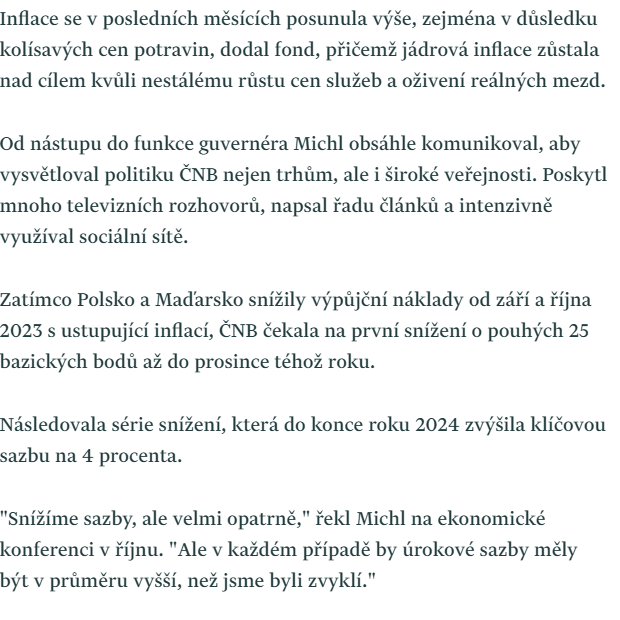 Inflace se v posledních měsících posunula výše, zejména v důsledku
kolísavých cen potravin, dodal fond, přičemž jádrová inflace zůstala
nad cílem kvůli nestálému růstu cen služeb a oživení reálných mezd.
Od nástupu do funkce guvernéra Michl obsáhle komunikoval, aby
vysvětloval politiku ČNB nejen trhům, ale i široké veřejnosti. Poskytl
mnoho televizních rozhovorů, napsal řadu článků a intenzivně
využíval sociální sítě.
Zatímco Polsko a Maďarsko snížily výpůjční náklady od září a října
2023 s ustupující inflací, ČNB čekala na první snížení o pouhých 25
bazických bodů až do prosince téhož roku.
Následovala série snížení, která do konce roku 2024 zvýšila klíčovou
sazbu na 4 procenta.
"Snížíme sazby, ale velmi opatrně," řekl Michl na ekonomické
konferenci v říjnu. "Ale v každém případě by úrokové sazby měly
být v průměru vyšší, než jsme byli zvyklí."